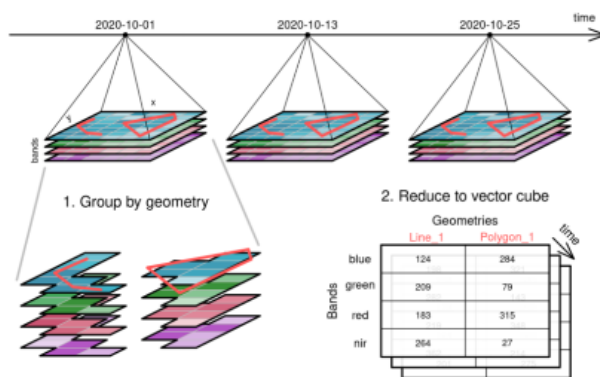 2020-10-01 2020-10-13 2020-10-25 time
x
y
bands
1. Group by geometry
2. Reduce to vector cube
Geometries
time
Line_1 Polygon_1
Bands
blue 124 284
green 209 79
red 183 315
nir 264 27